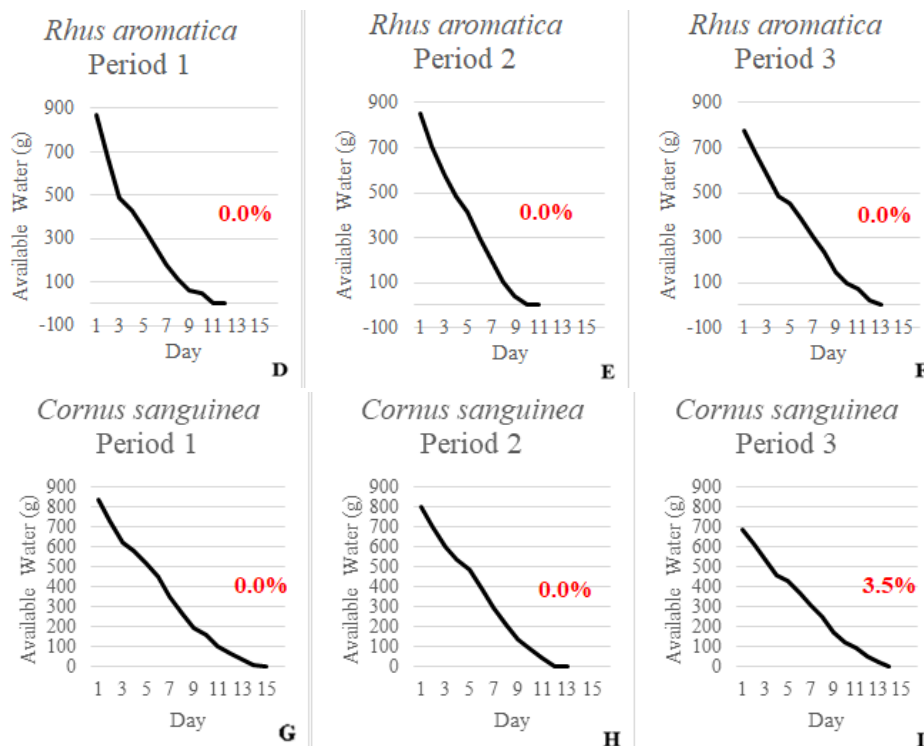 Rhus aromatica
Period 1
900
700
500
300
100
-100
Available Water (g)
0.0%
1 3 5 7 9 11 13 15
Day
D
Rhus aromatica
Period 2
900
700
500
300
100
-100
Available Water (g)
0.0%
1 3 5 7 9 11 13 15
Day
E
Rhus aromatica
Period 3
900
700
500
300
100
-100
Available Water (g)
0.0%
1 3 5 7 9 11 13 15
Day
Cornus sanguinea
Period 1
900
800
700
600
500
400
300
200
100
0
Available Water (g)
0.0%
1 3 5 7 9 11 13 15
Day
G
Cornus sanguinea
Period 2
900
800
700
600
500
400
300
200
100
0
Available Water (g)
0.0%
1 3 5 7 9 11 13 15
Day
H
Cornus sanguinea
Period 3
900
800
700
600
500
400
300
200
100
0
Available Water (g)
3.5%
1 3 5 7 9 11 13 15
Day